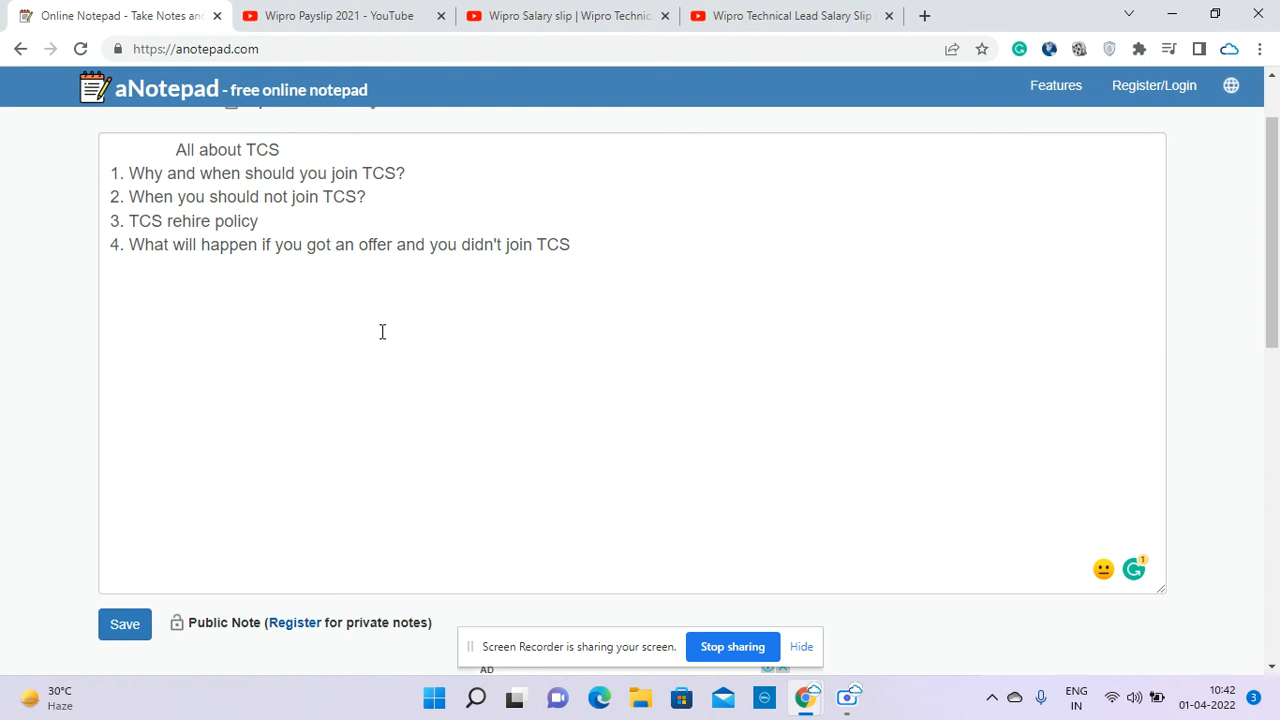 Online Notepad - Take Notes and
Wipro Payslip 2021 - YouTube
Wipro Salary slip | Wipro Technic
Wipro Technical Lead Salary Slip |
https://anotepad.com
aNotepad - free online notepad
Features
Register/Login
All about TCS
1. Why and when should you join TCS?
2. When you should not join TCS?
3. TCS rehire policy
4. What will happen if you got an offer and you didn't join TCS
1
Save
Public Note (Register for private notes)
Screen Recorder is sharing your screen.
Stop sharing
Hide
AD
30°C
Haze
ENG
IN
10:42
01-04-2022
3